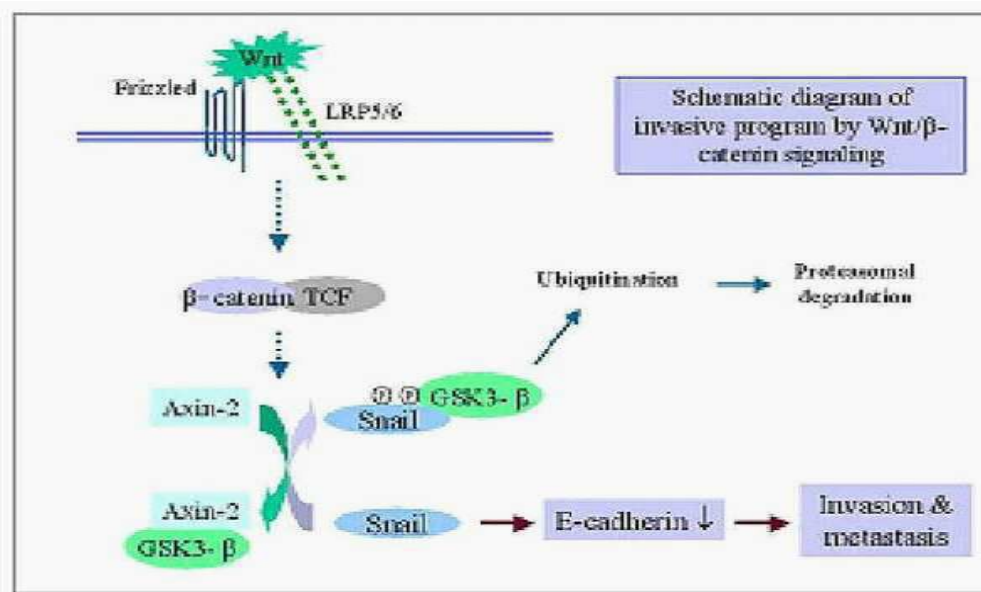 Wnt
Frizzled
LRP5/6
Schematic diagram of
invasive program by Wnt/β-
catenin signaling
β-catenin TCF
Ubiquitination
Proteasomal
degradation
Axin-2
Ⓟ Ⓟ GSK3-β
Snail
Axin-2
GSK3-β
Snail
E-cadherin ↓
Invasion &
metastasis